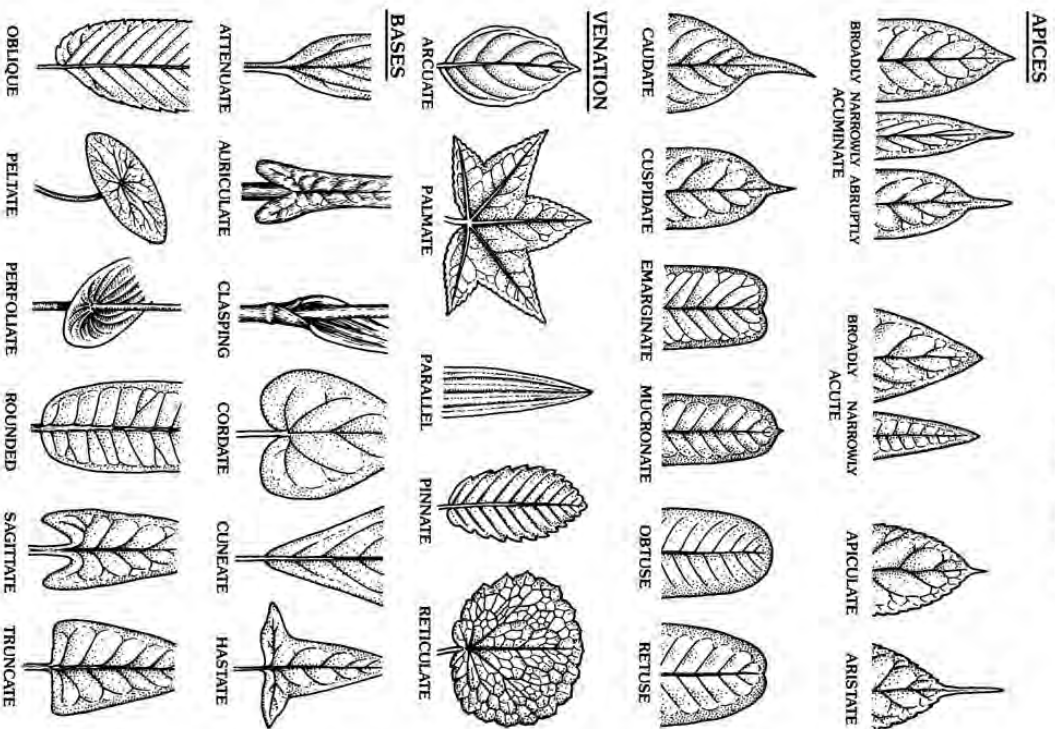 APICES
BROADLY NARROWLY ABRUPTLY
ACUMINATE
BROADLY NARROWLY
ACUTE
APICULATE
ARISTATE
CAUDATE
CUSPIDATE
EMARGINATE
MUCRONATE
OBTUSE
RETUSE
VENATION
ARCUATE
PALMATE
PARALLEL
PINNATE
RETICULATE
BASES
ATTENUATE
AURICULATE
CLASPING
CORDATE
CUNEATE
HASTATE
OBLIQUE
PELTATE
PERFOLIATE
ROUNDED
SAGITTATE
TRUNCATE